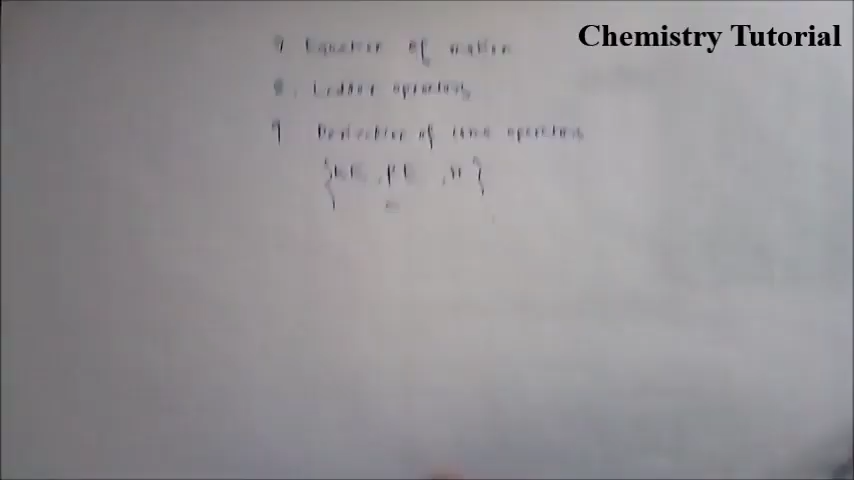 Chemistry Tutorial
7 Equation of motion
8. Ladder operators
9 Derivation of some operators
{KE, PE, H}